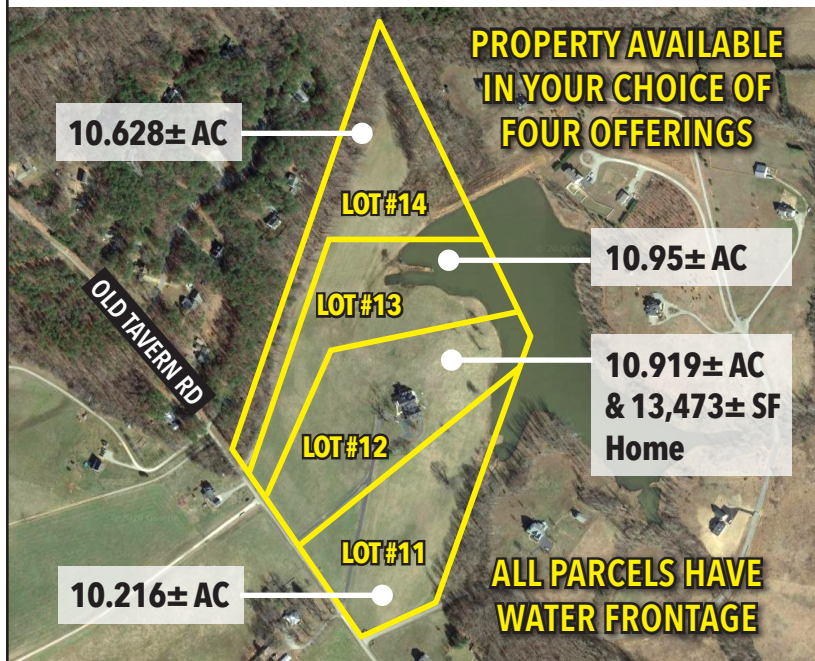 PROPERTY AVAILABLE
IN YOUR CHOICE OF
FOUR OFFERINGS
10.628± AC
LOT #14
10.95± AC
LOT #13
OLD TAVERN RD
10.919± AC
& 13,473± SF
Home
LOT #12
LOT #11
10.216± AC
ALL PARCELS HAVE
WATER FRONTAGE